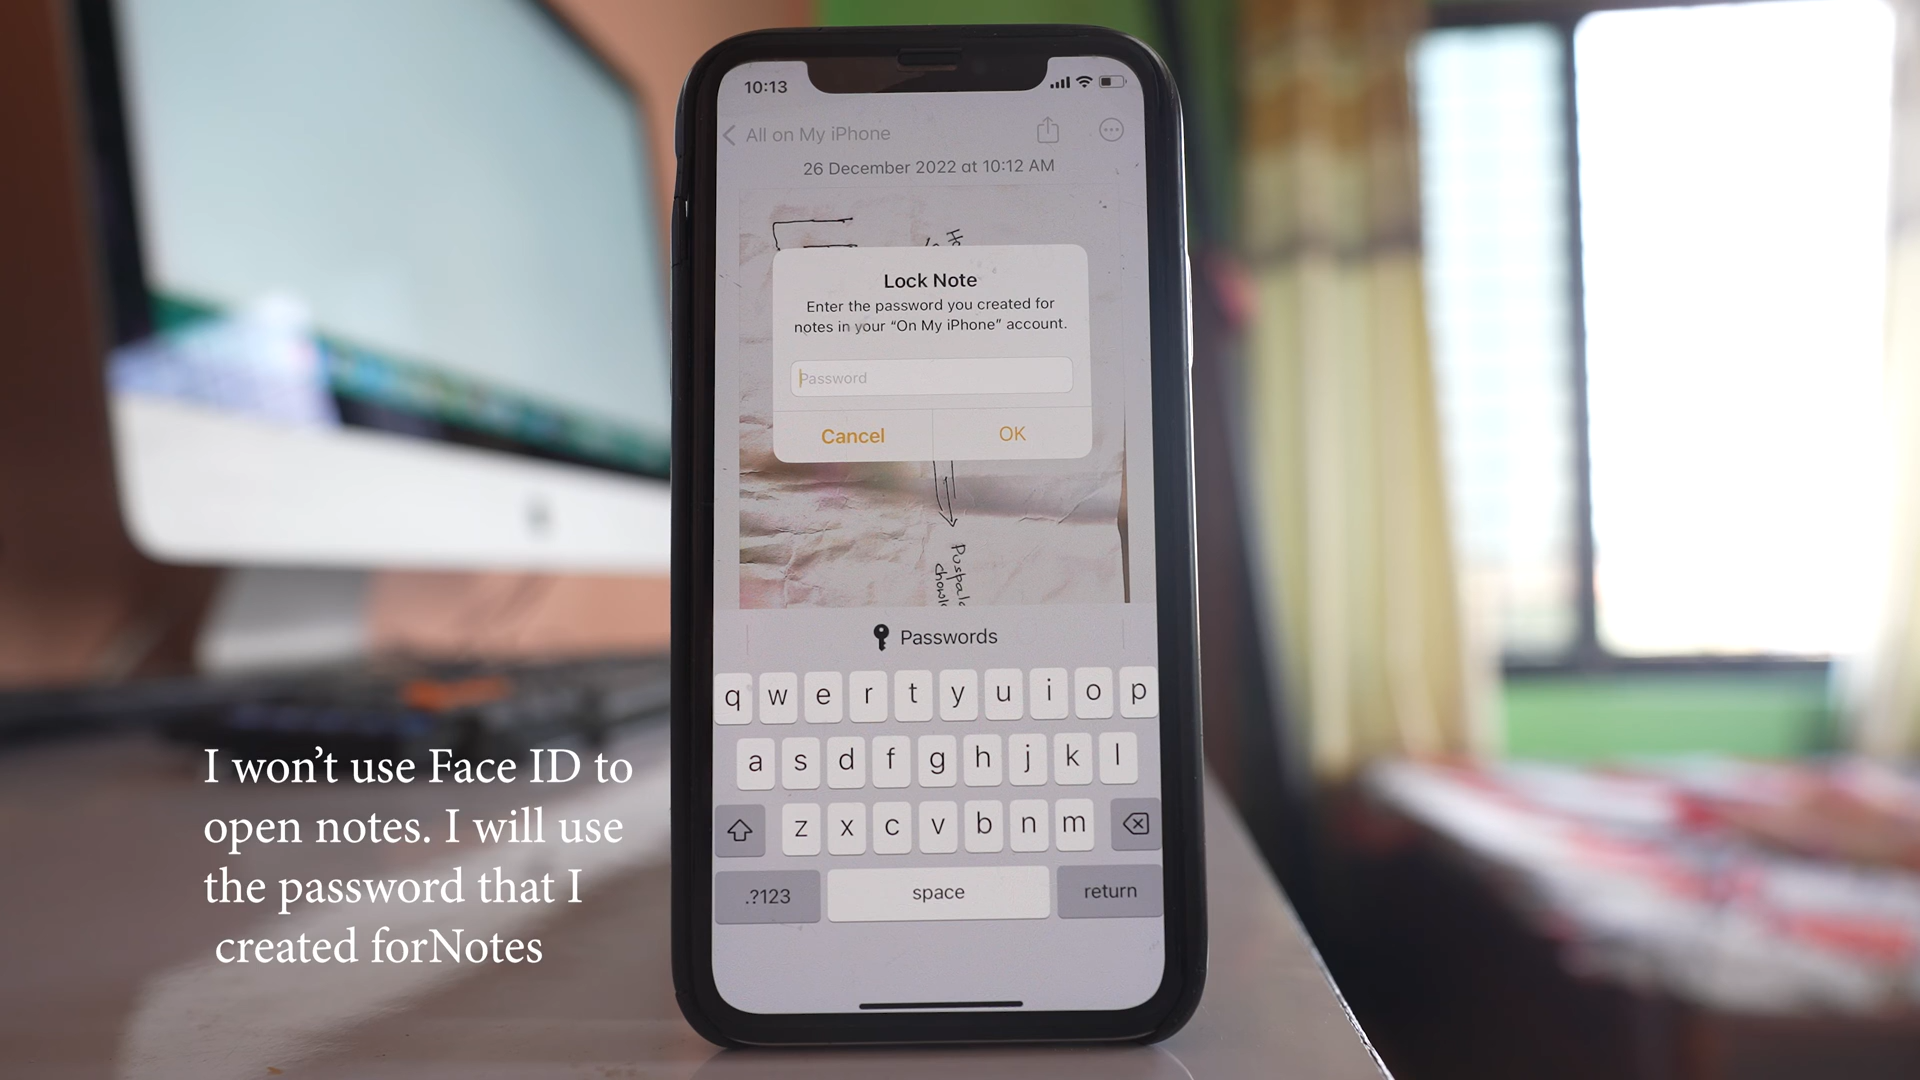 10:13
All on My iPhone
26 December 2022 at 10:12 AM
Lock Note
Enter the password you created for
notes in your “On My iPhone” account.
Password
Cancel
OK
Passwords
q w e r t y u i o p
a s d f g h j k l
z x c v b n m
.?123
space
return
I won’t use Face ID to
open notes. I will use
the password that I
created forNotes